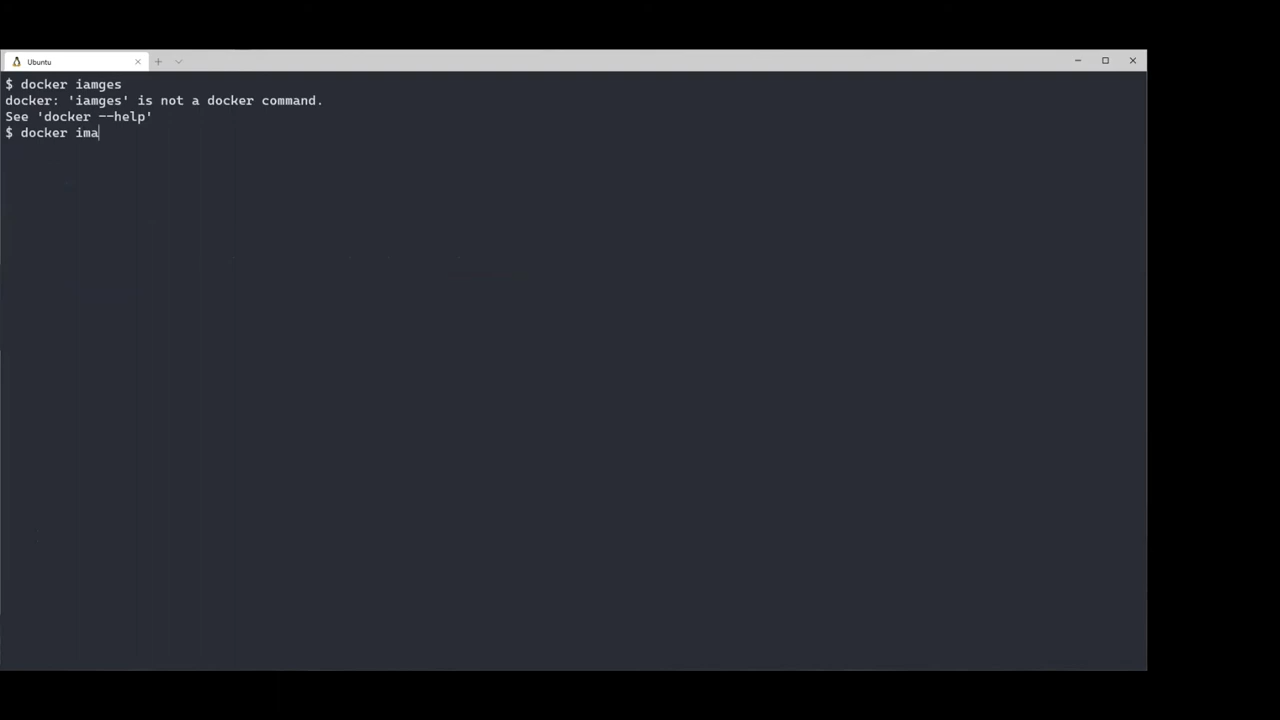 Ubuntu
$ docker iamges
docker: 'iamges' is not a docker command.
See 'docker --help'
$ docker ima